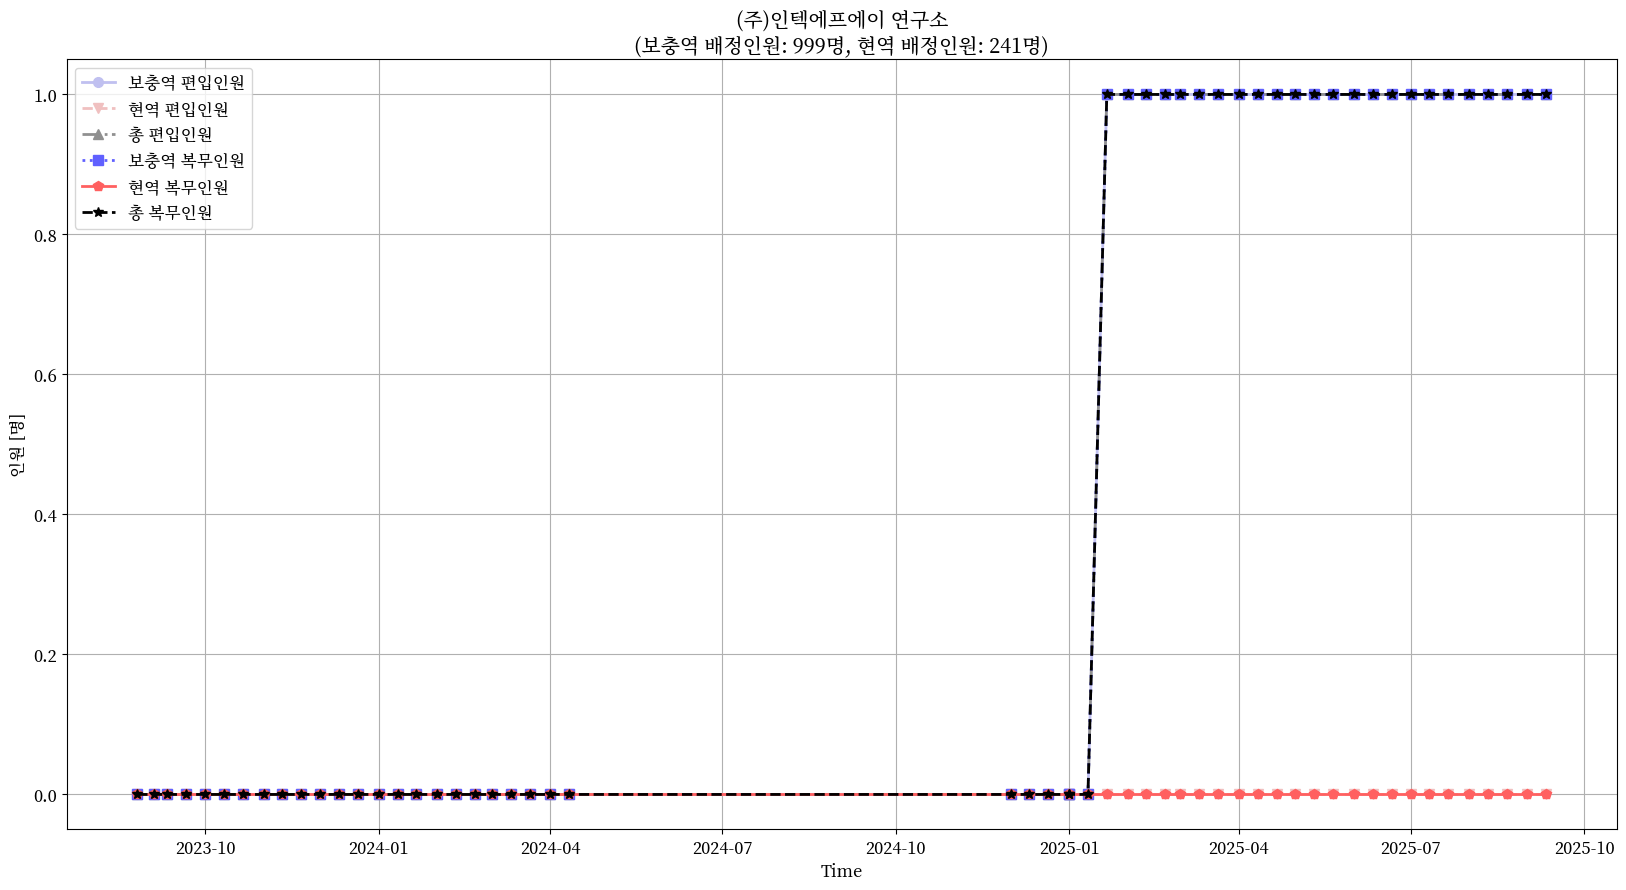 (주)인텍에프에이 연구소
(보충역 배정인원: 999명, 현역 배정인원: 241명)
보충역 편입인원
현역 편입인원
총 편입인원
보충역 복무인원
현역 복무인원
총 복무인원
1.0
0.8
0.6
0.4
0.2
0.0
인원 [명]
2023-10
2024-01
2024-04
2024-07
2024-10
2025-01
2025-04
2025-07
2025-10
Time